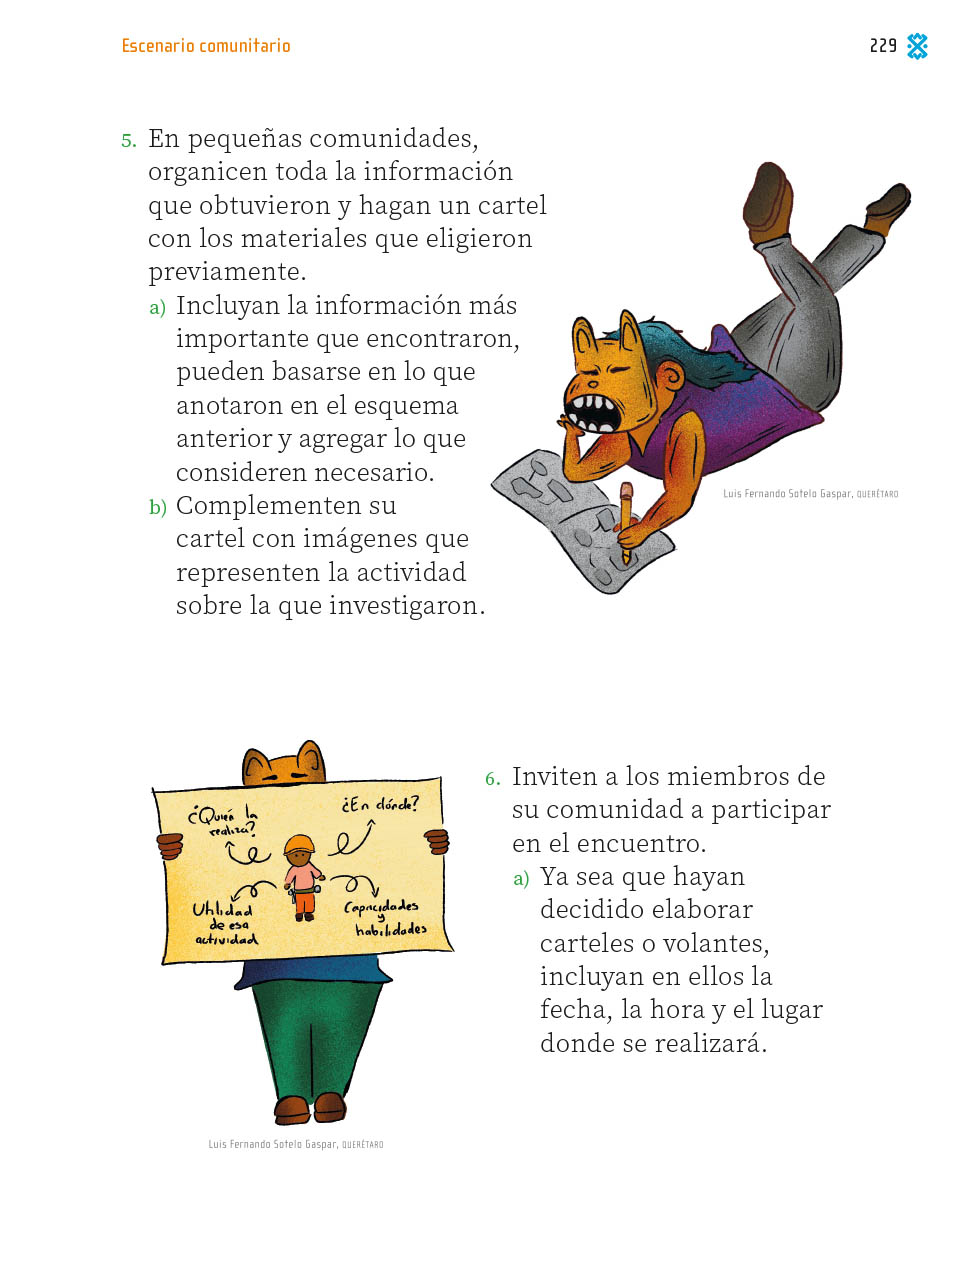 Escenario comunitario
229
5. En pequeñas comunidades,
organicen toda la información
que obtuvieron y hagan un cartel
con los materiales que eligieron
previamente.
a) Incluyan la información más
importante que encontraron,
pueden basarse en lo que
anotaron en el esquema
anterior y agregar lo que
consideren necesario.
b) Complementen su
cartel con imágenes que
representen la actividad
sobre la que investigaron.
Luis Fernando Sotelo Gaspar, QUERÉTARO
¿Quién la
realiza?
¿En dónde?
Utilidad
de esa
actividad
Capacidades
y
habilidades
Luis Fernando Sotelo Gaspar, QUERÉTARO
6. Inviten a los miembros de
su comunidad a participar
en el encuentro.
a) Ya sea que hayan
decidido elaborar
carteles o volantes,
incluyan en ellos la
fecha, la hora y el lugar
donde se realizará.